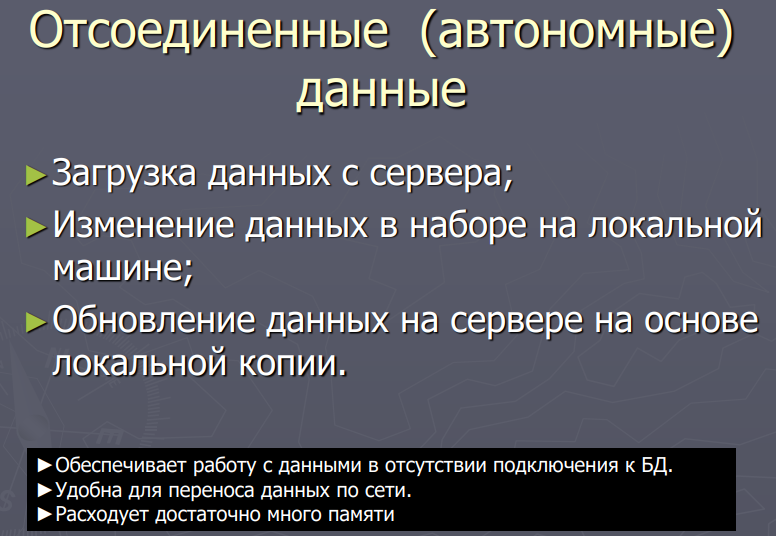 Отсоединенные (автономные)
данные
►Загрузка данных с сервера;
►Изменение данных в наборе на локальной
машине;
►Обновление данных на сервере на основе
локальной копии.
►Обеспечивает работу с данными в отсутствии подключения к БД.
►Удобна для переноса данных по сети.
►Расходует достаточно много памяти